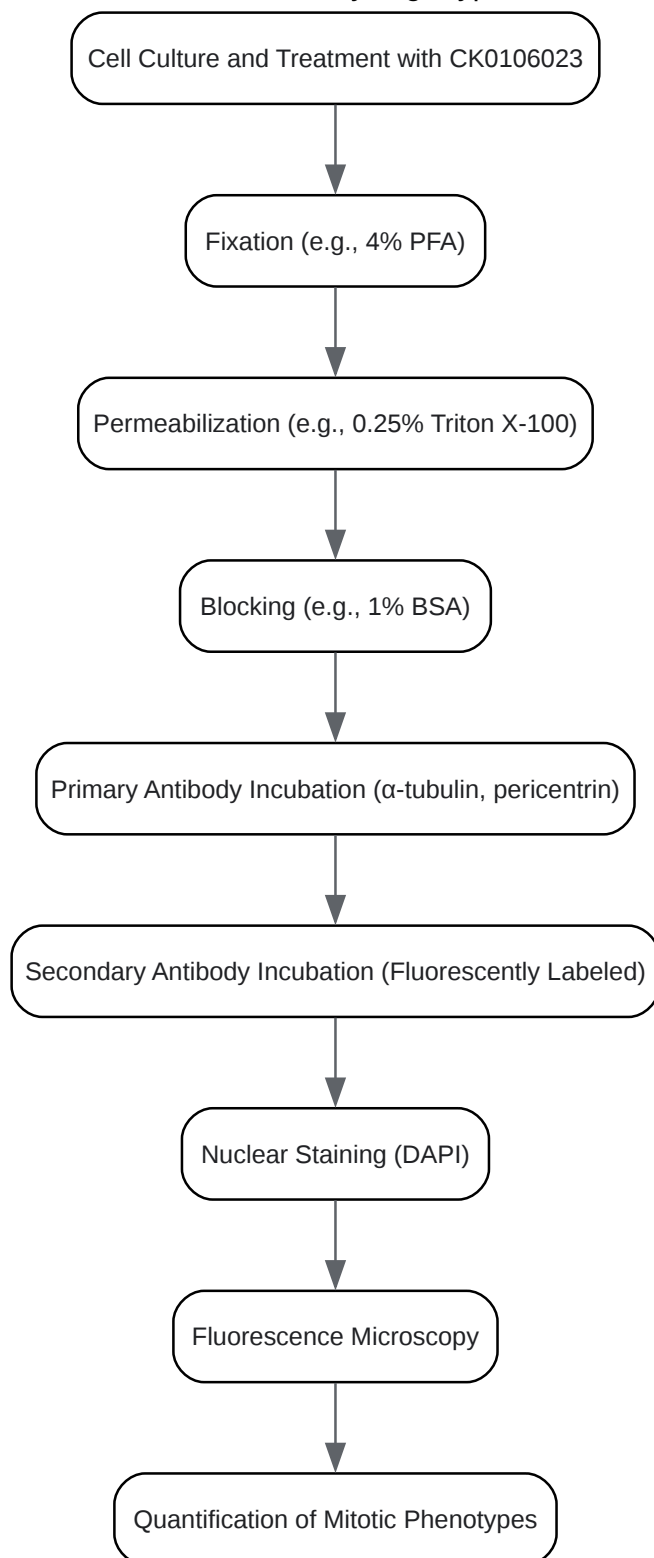 Cell Culture and Treatment with CK0106023
Fixation (e.g., 4% PFA)
Permeabilization (e.g., 0.25% Triton X-100)
Blocking (e.g., 1% BSA)
Primary Antibody Incubation (α-tubulin, pericentrin)
Secondary Antibody Incubation (Fluorescently Labeled)
Nuclear Staining (DAPI)
Fluorescence Microscopy
Quantification of Mitotic Phenotypes